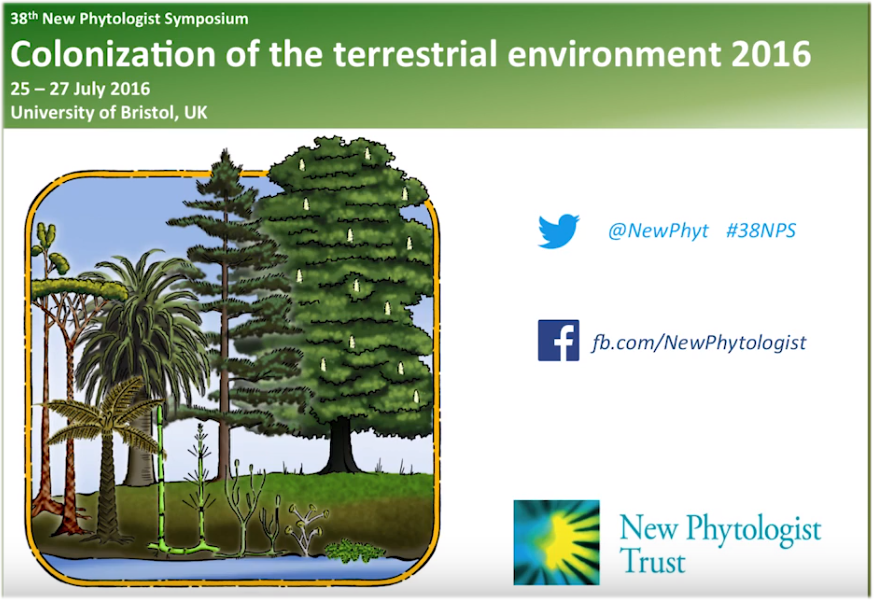 38th New Phytologist Symposium
Colonization of the terrestrial environment 2016
25 – 27 July 2016
University of Bristol, UK
@NewPhyt #38NPS
fb.com/NewPhytologist
New Phytologist
Trust